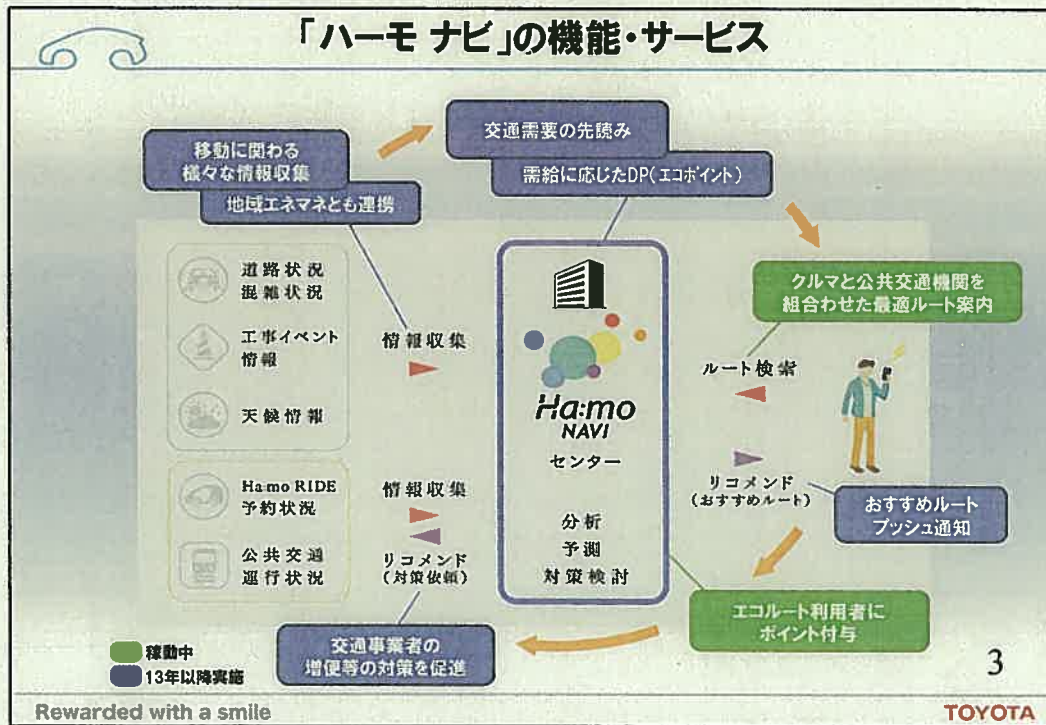 「ハーモ ナビ」の機能・サービス
移動に関わる
様々な情報収集
地域エネマネとも連携
交通需要の先読み
需給に応じたDP(エコポイント)
クルマと公共交通機関を
組合わせた最適ルート案内
道路状況
混雑状況
工事イベント
情報
天候情報
Ha:mo RIDE
予約状況
公共交通
運行状況
情報収集
情報収集
リコメンド
(対策依頼)
Ha:mo
NAVI
センター
分析
予測
対策検討
ルート検索
リコメンド
(おすすめルート)
おすすめルート
プッシュ通知
エコルート利用者に
ポイント付与
交通事業者の
増便等の対策を促進
稼動中
13年以降実施
3
Rewarded with a smile
TOYOTA